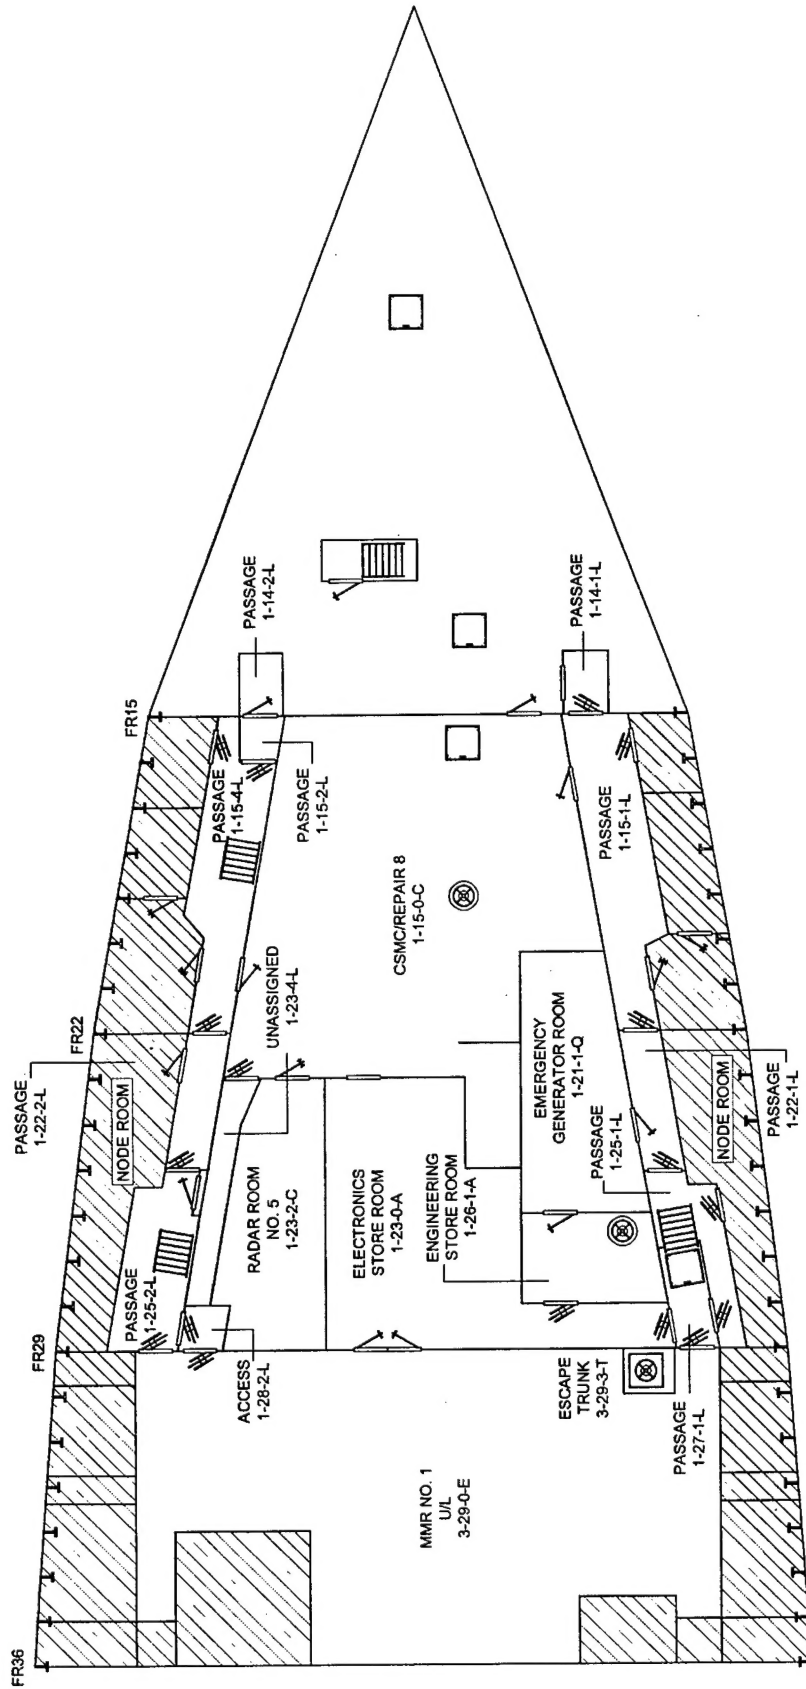 FR36
FR29
FR22
FR15
PASSAGE
1-22-2-L
NODE ROOM
PASSAGE
1-25-2-L
PASSAGE
1-15-4-L
PASSAGE
1-14-2-L
PASSAGE
1-15-2-L
ACCESS
1-28-2-L
UNASSIGNED
1-23-4-L
RADAR ROOM
NO. 5
1-23-2-C
ELECTRONICS
STORE ROOM
1-23-0-A
ENGINEERING
STORE ROOM
1-26-1-A
CSMC/REPAIR 8
1-15-0-C
EMERGENCY
GENERATOR ROOM
1-21-1-Q
MMR NO. 1
U/L
3-29-0-E
ESCAPE
TRUNK
3-29-3-T
PASSAGE
1-27-1-L
PASSAGE
1-25-1-L
PASSAGE
1-15-1-L
PASSAGE
1-14-1-L
NODE ROOM
PASSAGE
1-22-1-L